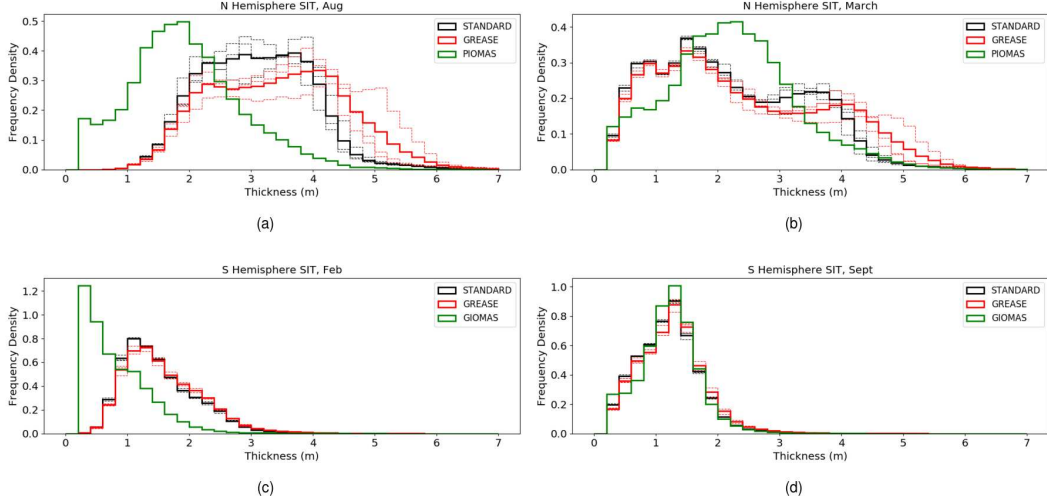 N Hemisphere SIT, Aug
STANDARD
GREASE
PIOMAS
Frequency Density
0.5
0.4
0.3
0.2
0.1
0.0
0 1 2 3 4 5 6 7
Thickness (m)
(a)
N Hemisphere SIT, March
STANDARD
GREASE
PIOMAS
Frequency Density
0.4
0.3
0.2
0.1
0.0
0 1 2 3 4 5 6 7
Thickness (m)
(b)
S Hemisphere SIT, Feb
STANDARD
GREASE
GIOMAS
Frequency Density
1.2
1.0
0.8
0.6
0.4
0.2
0.0
0 1 2 3 4 5 6 7
Thickness (m)
(c)
S Hemisphere SIT, Sept
STANDARD
GREASE
GIOMAS
Frequency Density
1.0
0.8
0.6
0.4
0.2
0.0
0 1 2 3 4 5 6 7
Thickness (m)
(d)